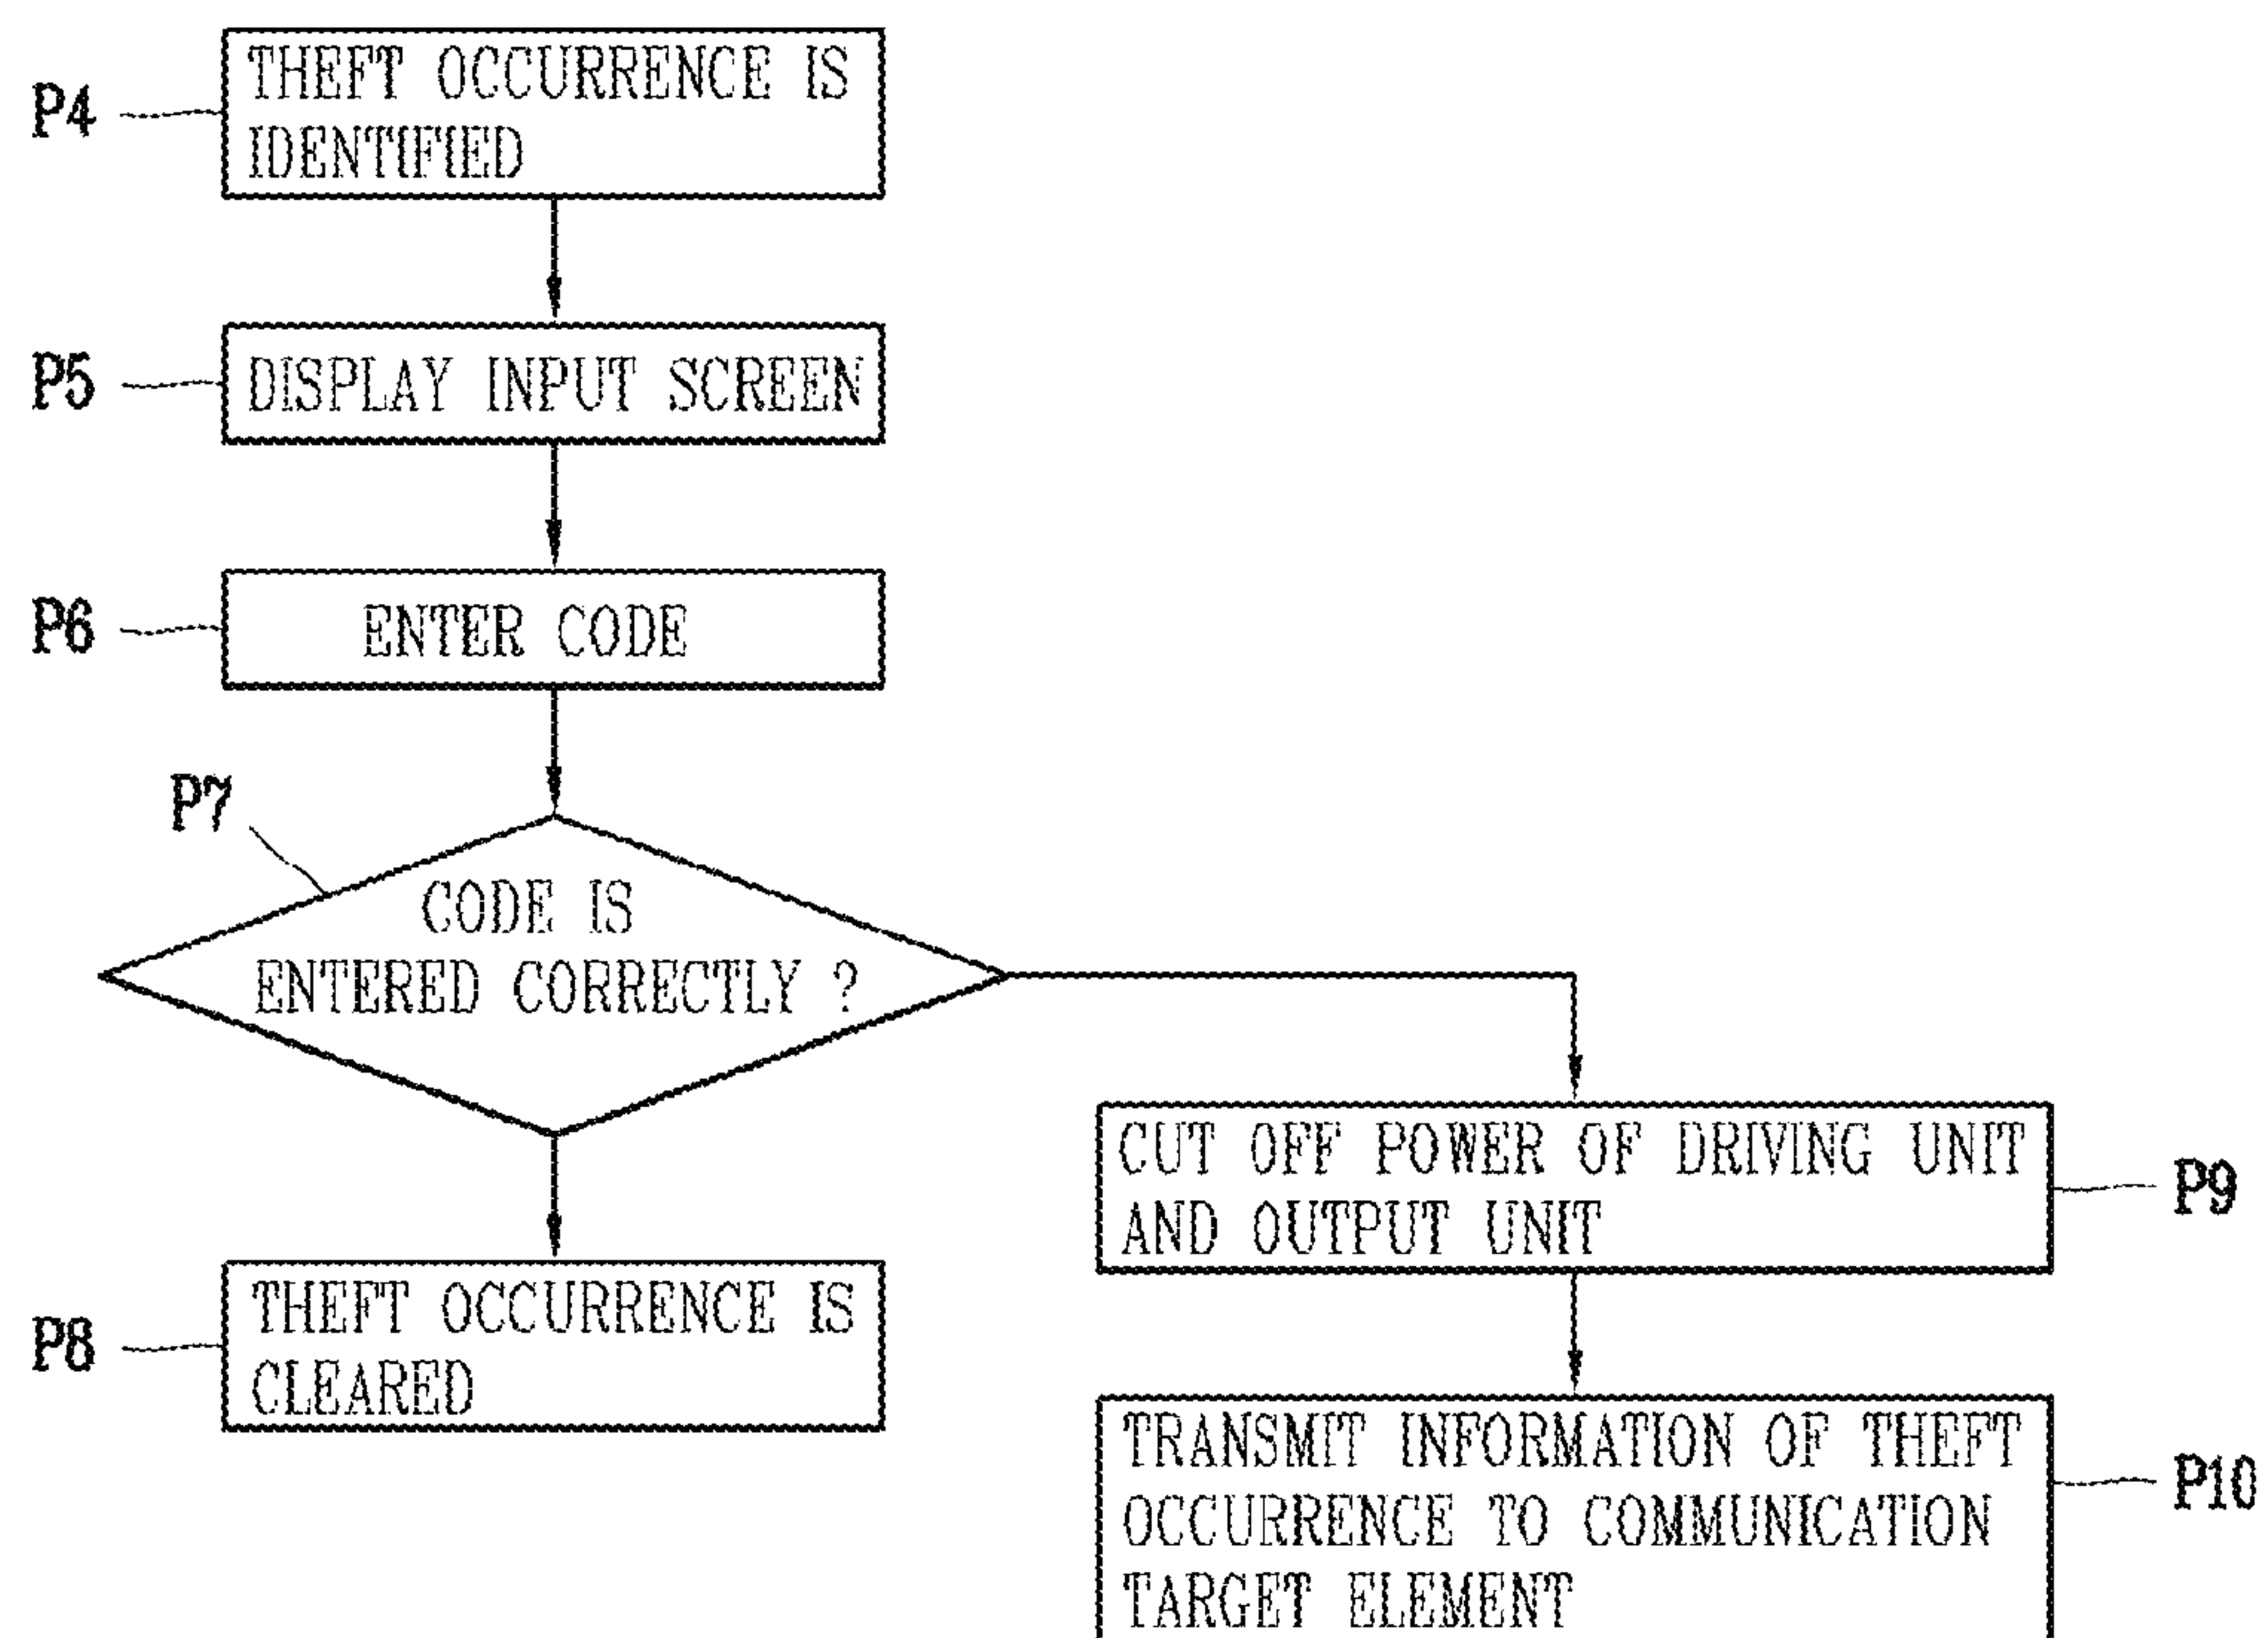 P4
THEFT OCCURRENCE IS
IDENTIFIED
P5
DISPLAY INPUT SCREEN
P6
ENTER CODE
P7
CODE IS
ENTERED CORRECTLY ?
P8
THEFT OCCURRENCE IS
CLEARED
CUT OFF POWER OF DRIVING UNIT
AND OUTPUT UNIT
P9
TRANSMIT INFORMATION OF THEFT
OCCURRENCE TO COMMUNICATION
TARGET ELEMENT
P10